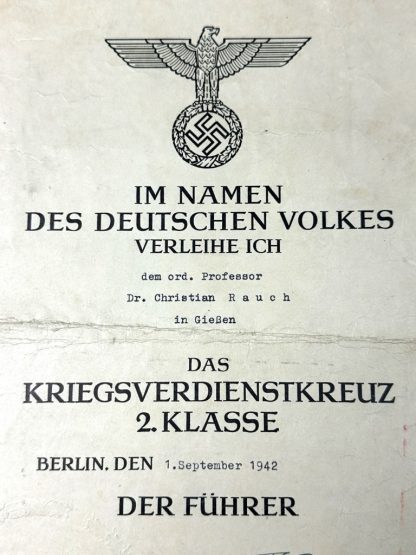 IM NAMEN
DES DEUTSCHEN VOLKES
VERLEIHE ICH
dem ord. Professor
Dr. Christian R a u c h
in Gießen
DAS
KRIEGSVERDIENSTKREUZ
2. KLASSE
BERLIN, DEN 1.September 1942
DER FÜHRER